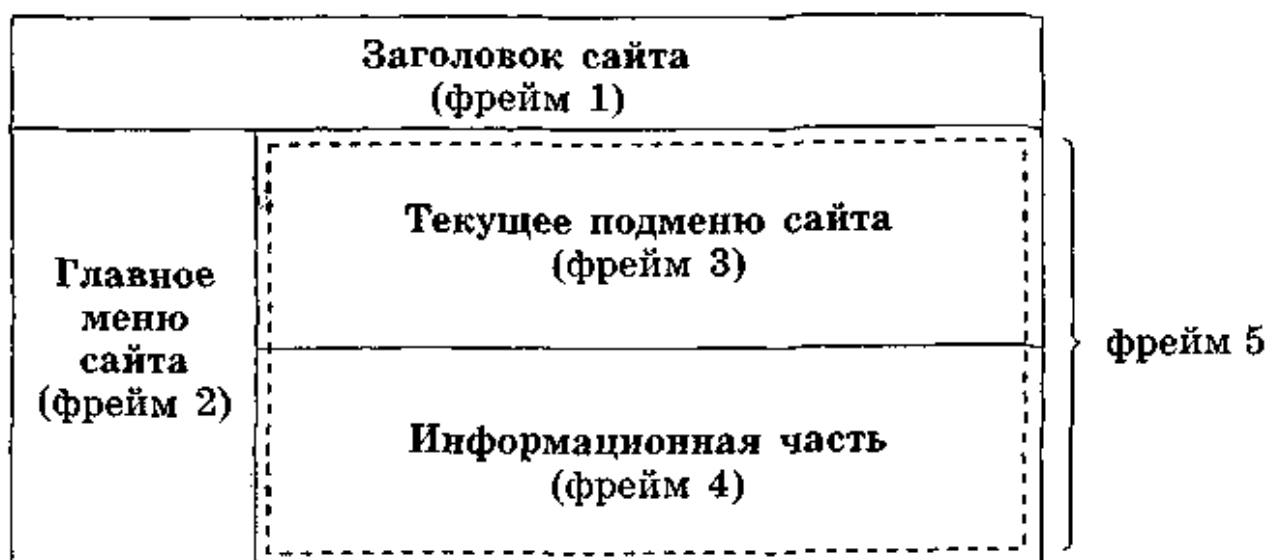 Заголовок сайта
(фрейм 1)
Главное
меню
сайта
(фрейм 2)
Текущее подменю сайта
(фрейм 3)
Информационная часть
(фрейм 4)
фрейм 5